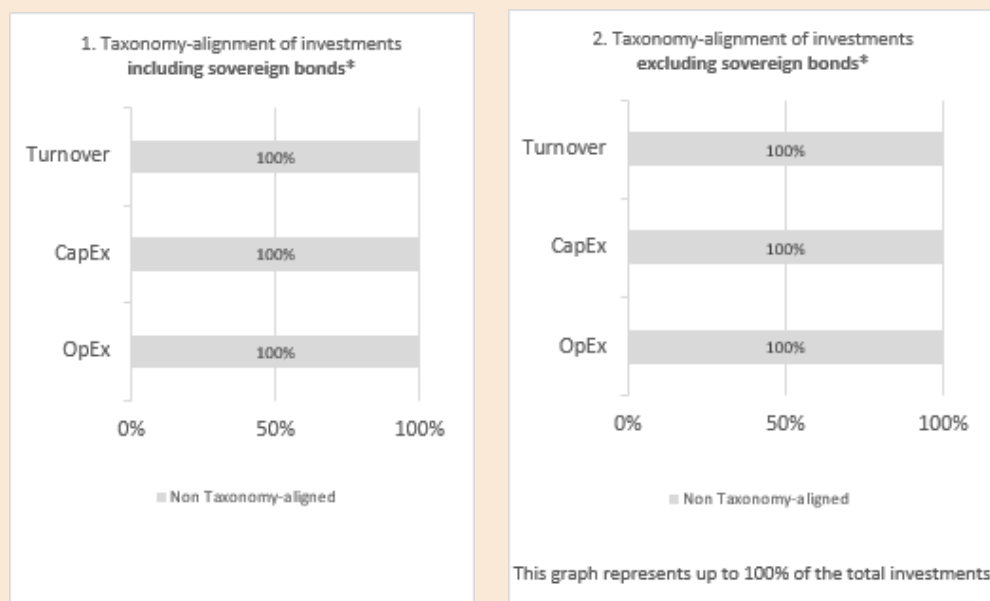 1. Taxonomy-alignment of investments
including sovereign bonds*
Turnover
100%
CapEx
100%
OpEx
100%
0%
50%
100%
Non Taxonomy-aligned
2. Taxonomy-alignment of investments
excluding sovereign bonds*
Turnover
100%
CapEx
100%
OpEx
100%
0%
50%
100%
Non Taxonomy-aligned
This graph represents up to 100% of the total investments